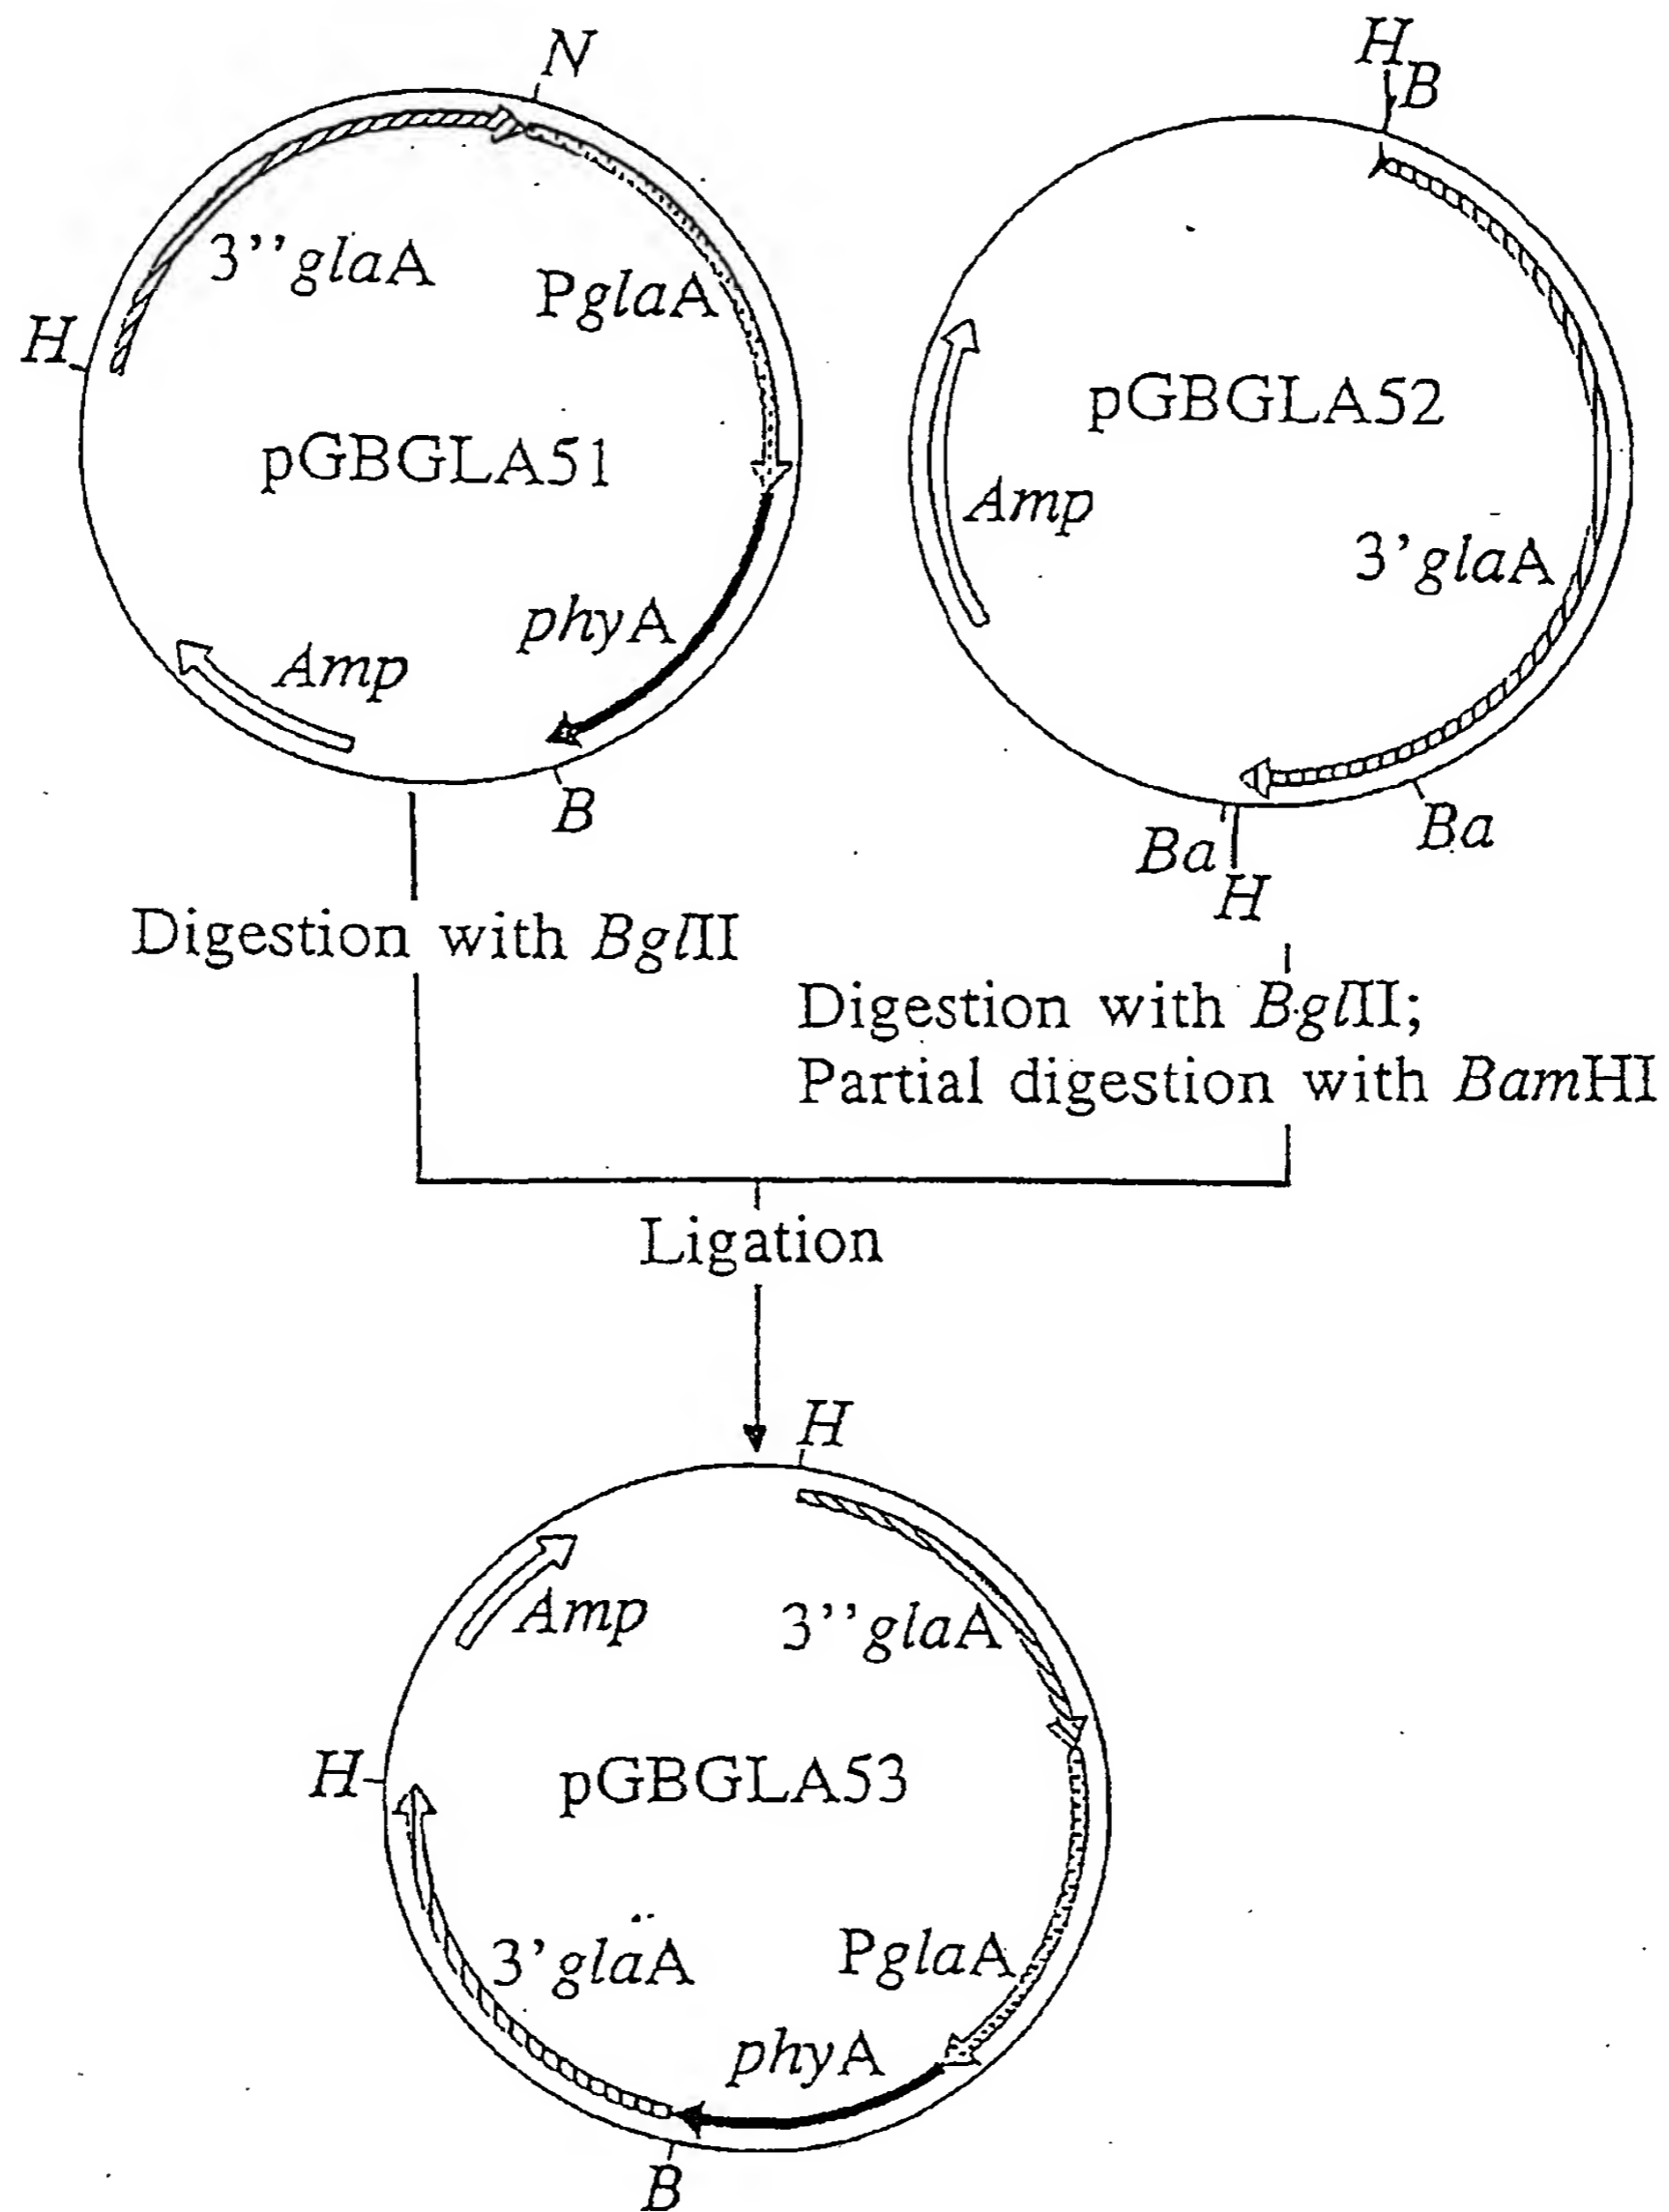 N
3’’glaA
PglaA
H
pGBGLA51
phyA
Amp
B
H
B
pGBGLA52
Amp
3’glaA
Ba
Ba
H
Digestion with BglII
Digestion with BglII;
Partial digestion with BamHI
Ligation
H
Amp
3’’glaA
H
pGBGLA53
3’glaA
PglaA
phyA
B